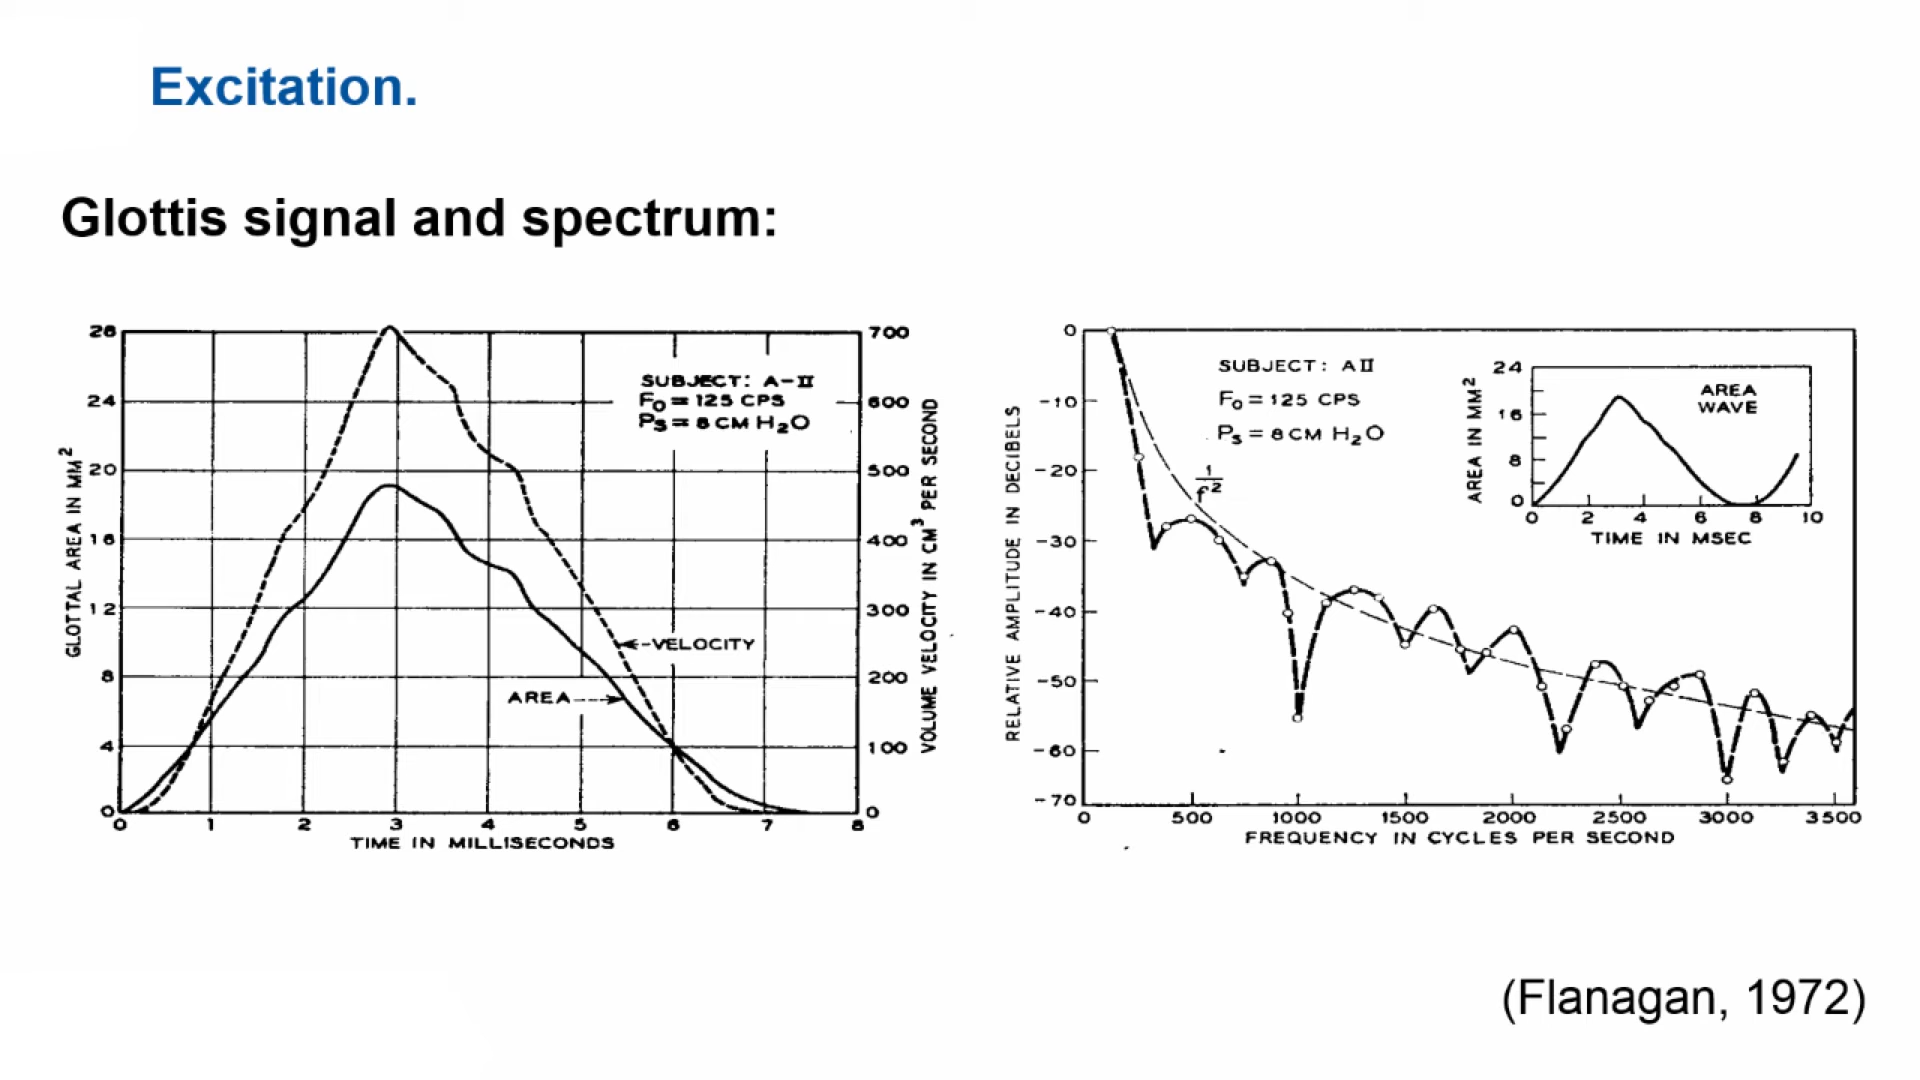 Excitation.
Glottis signal and spectrum:
28
24
20
16
12
8
4
0
GLOTTAL AREA IN MM²
SUBJECT: A-II
F₀ = 125 CPS
Pₛ = 8 CM H₂O
VELOCITY
AREA
700
600
500
400
300
200
100
0
VOLUME VELOCITY IN CM³ PER SECOND
0 1 2 3 4 5 6 7 8
TIME IN MILLISECONDS
0
-10
-20
-30
-40
-50
-60
-70
RELATIVE AMPLITUDE IN DECIBELS
SUBJECT: A II
F₀ = 125 CPS
Pₛ = 8 CM H₂O
1/f²
24
16
8
0
AREA IN MM²
AREA
WAVE
0 2 4 6 8 10
TIME IN MSEC
0 500 1000 1500 2000 2500 3000 3500
FREQUENCY IN CYCLES PER SECOND
(Flanagan, 1972)